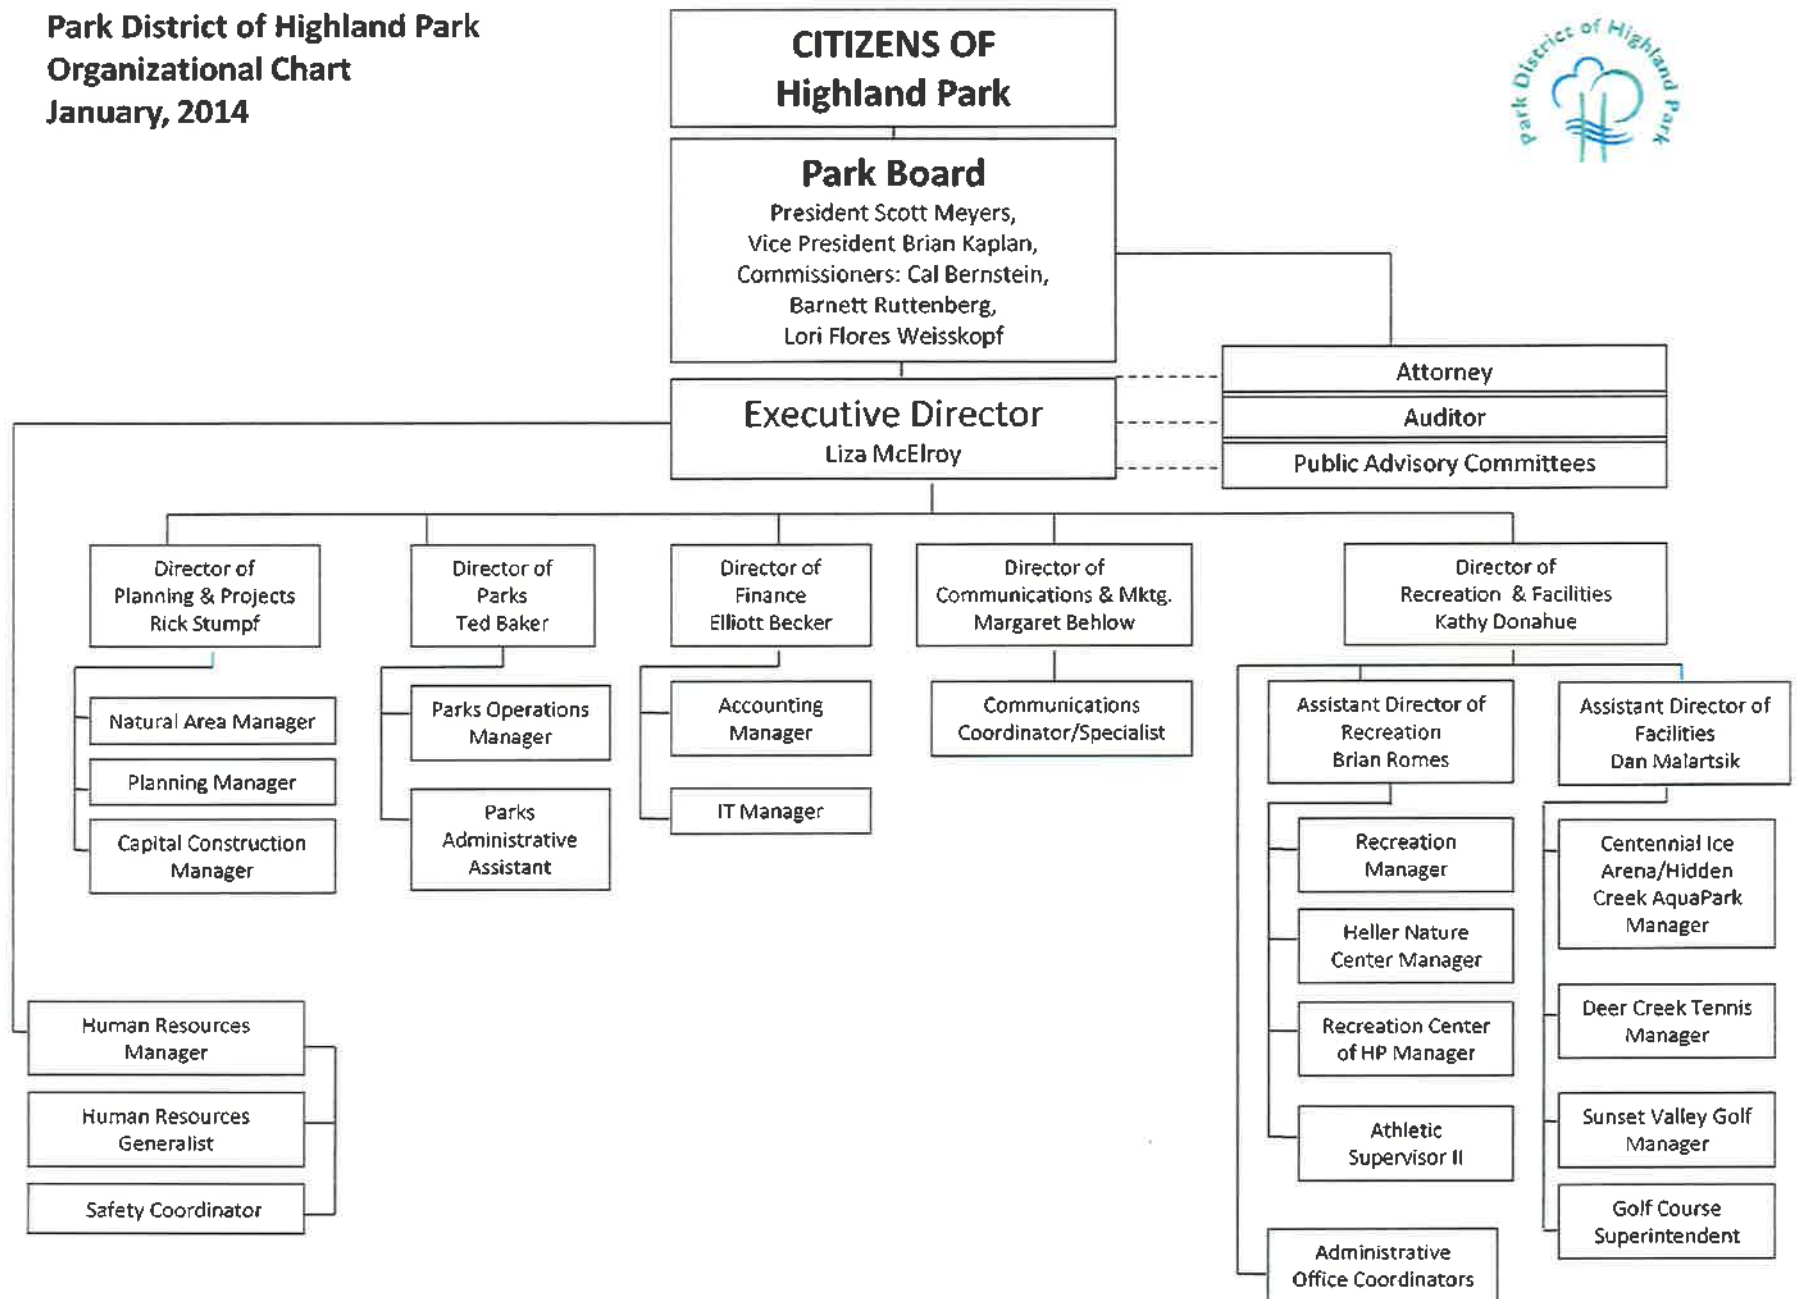 Park District of Highland Park
Organizational Chart
January, 2014
CITIZENS OF
Highland Park
Park District of Highland Park
Park Board
President Scott Meyers,
Vice President Brian Kaplan,
Commissioners: Cal Bernstein,
Barnett Ruttenberg,
Lori Flores Weisskopf
Attorney
Auditor
Public Advisory Committees
Executive Director
Liza McElroy
Director of
Planning & Projects
Rick Stumpf
Director of
Parks
Ted Baker
Director of
Finance
Elliott Becker
Director of
Communications & Mktg.
Margaret Behlow
Director of
Recreation & Facilities
Kathy Donahue
Natural Area Manager
Planning Manager
Capital Construction
Manager
Parks Operations
Manager
Parks
Administrative
Assistant
Accounting
Manager
IT Manager
Communications
Coordinator/Specialist
Assistant Director of
Recreation
Brian Romes
Assistant Director of
Facilities
Dan Malartsik
Recreation
Manager
Heller Nature
Center Manager
Recreation Center
of HP Manager
Athletic
Supervisor II
Centennial Ice
Arena/Hidden
Creek AquaPark
Manager
Deer Creek Tennis
Manager
Sunset Valley Golf
Manager
Golf Course
Superintendent
Human Resources
Manager
Human Resources
Generalist
Safety Coordinator
Administrative
Office Coordinators